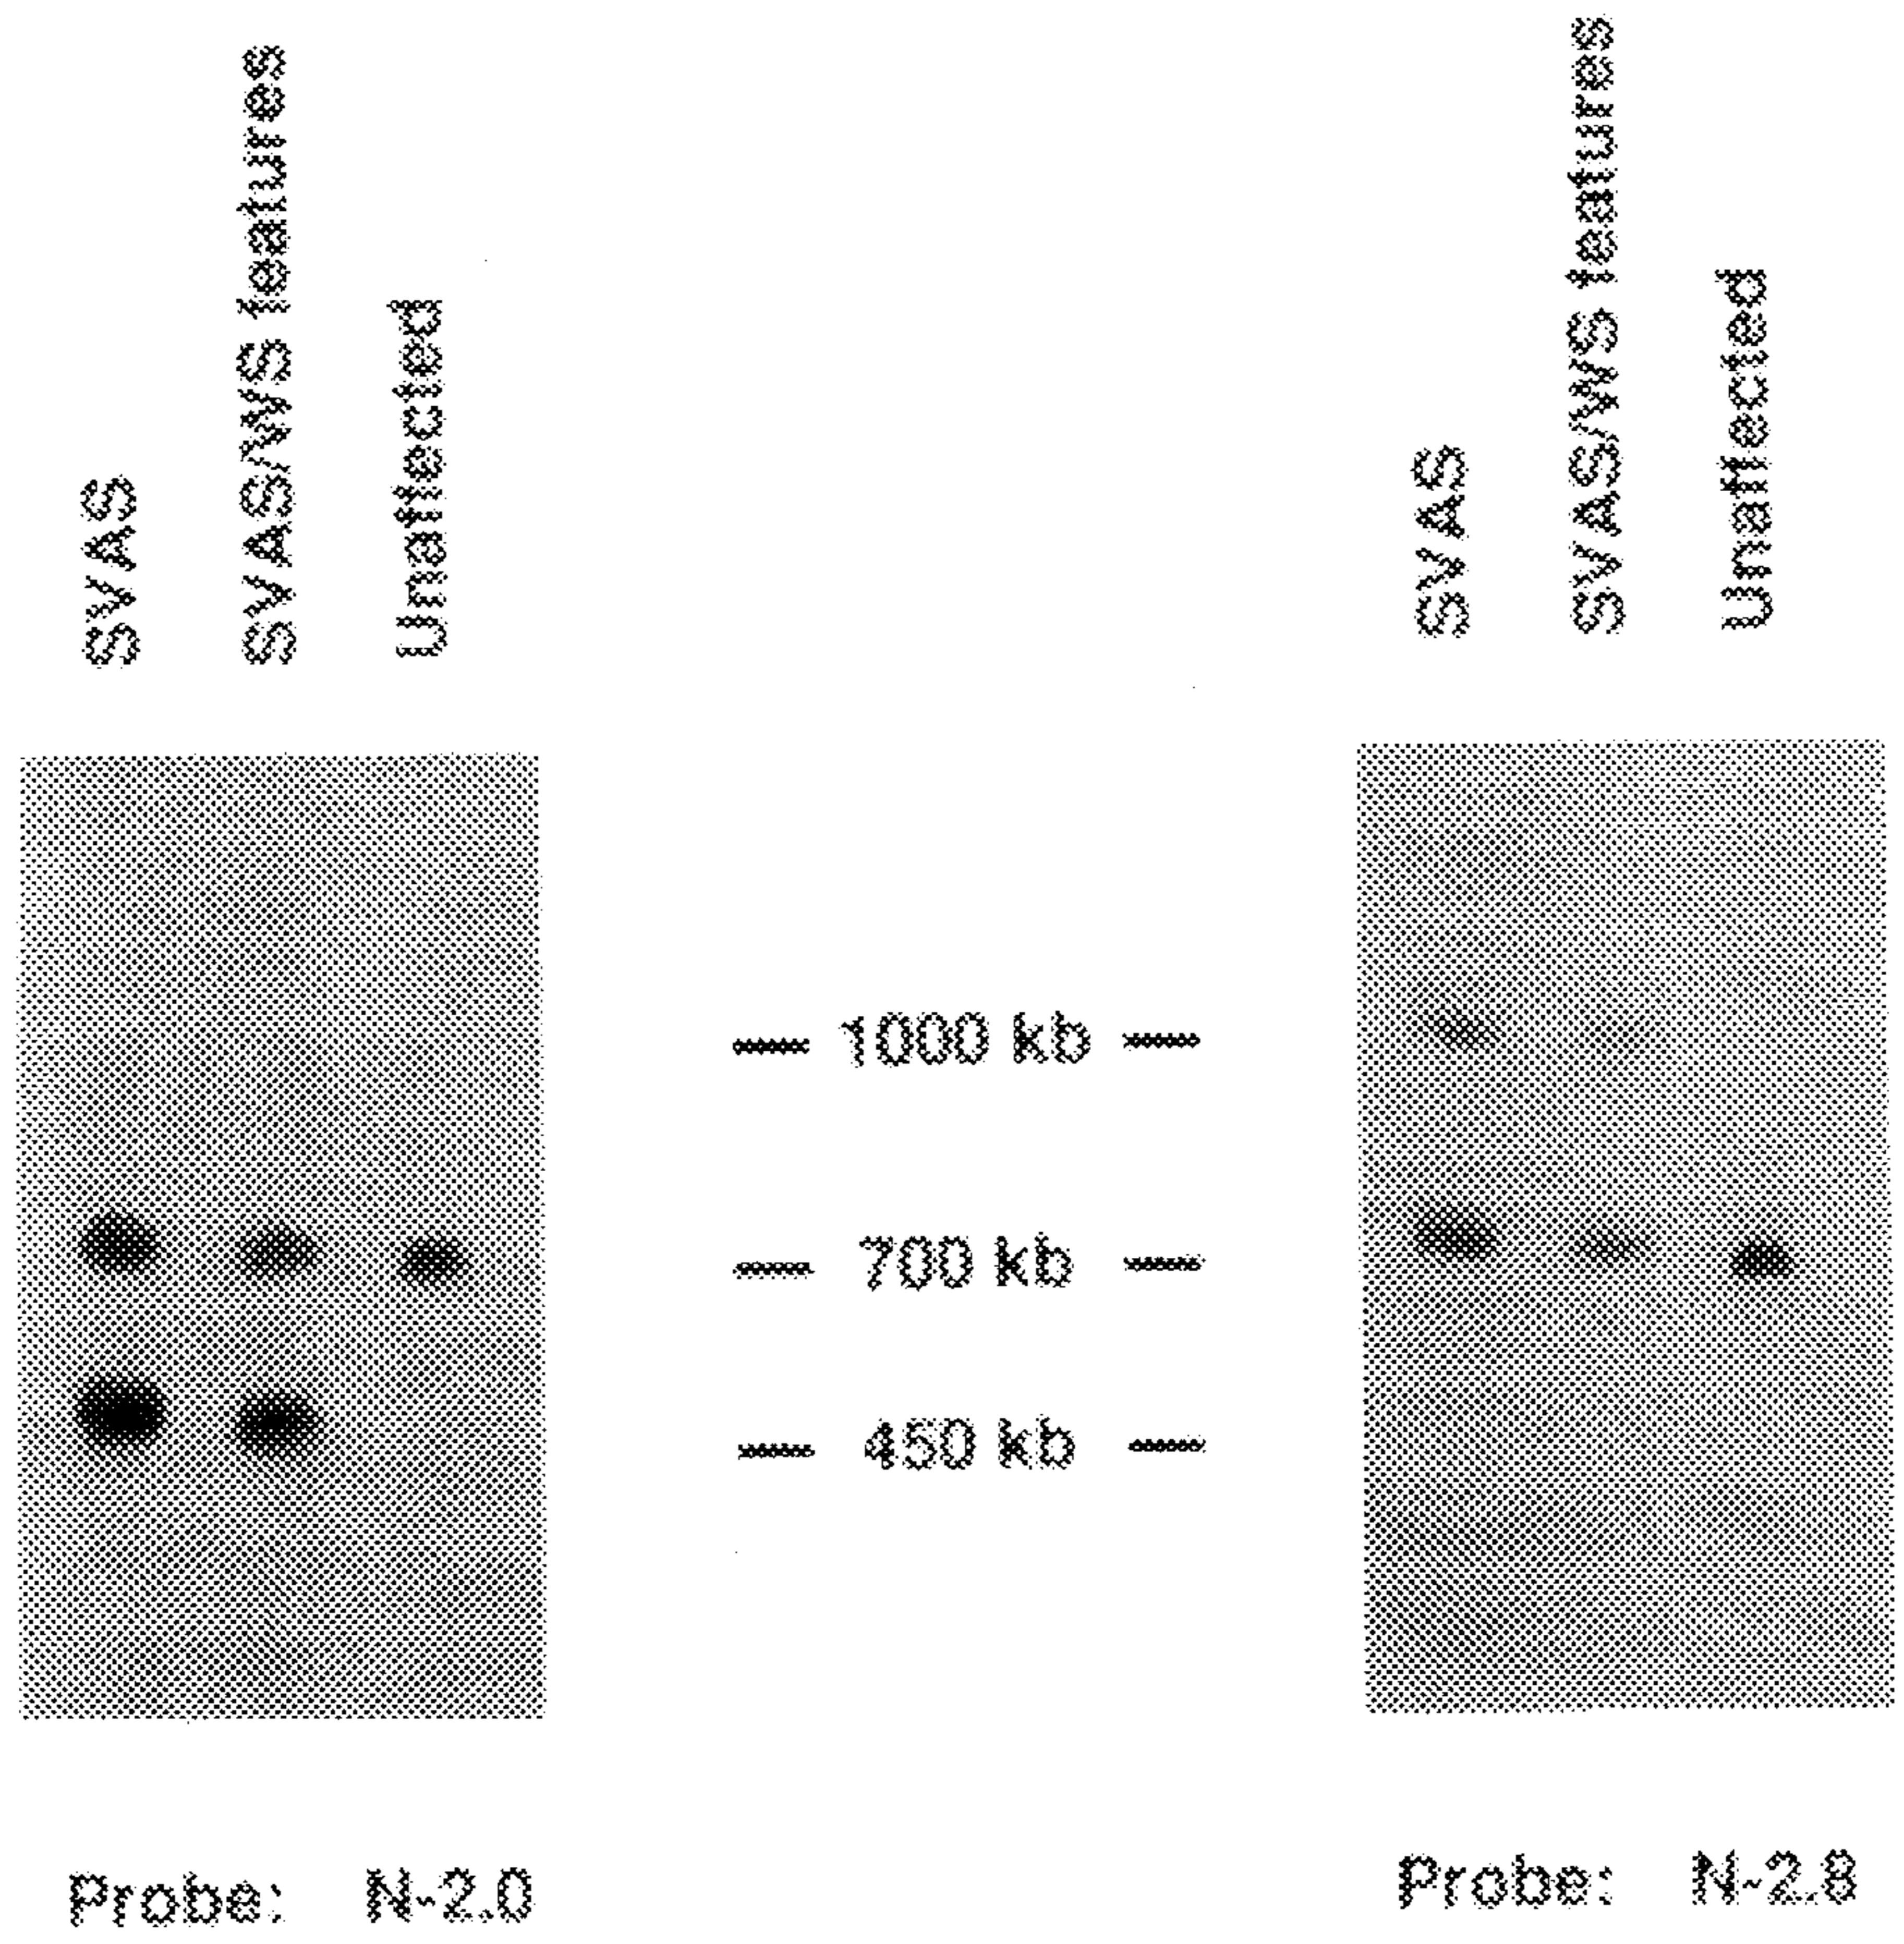 SVAS
SVAS/WS features
Unaffected
SVAS
SVAS/WS features
Unaffected
1000 kb
700 kb
450 kb
Probe: N-2.0
Probe: N-2.8